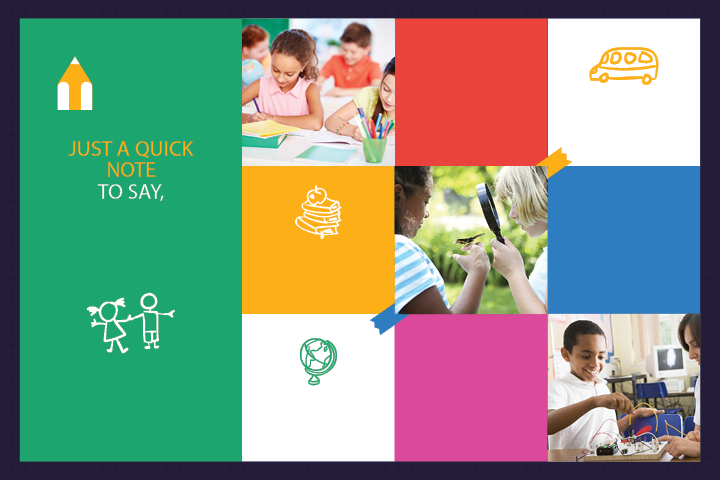 JUST A QUICK
NOTE
TO SAY,